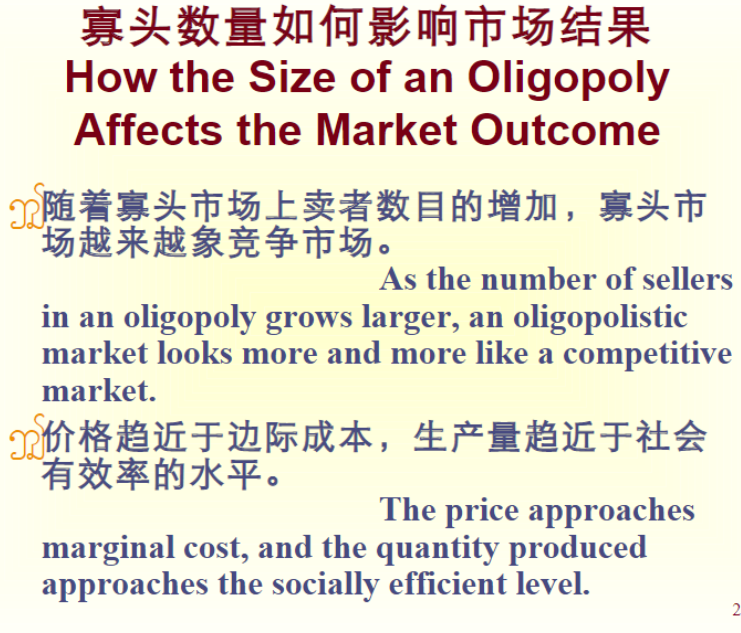 寡头数量如何影响市场结果
How the Size of an Oligopoly
Affects the Market Outcome
随着寡头市场上卖者数目的增加，寡头市
场越来越象竞争市场。
As the number of sellers
in an oligopoly grows larger, an oligopolistic
market looks more and more like a competitive
market.
价格趋近于边际成本，生产量趋近于社会
有效率的水平。
The price approaches
marginal cost, and the quantity produced
approaches the socially efficient level.
2